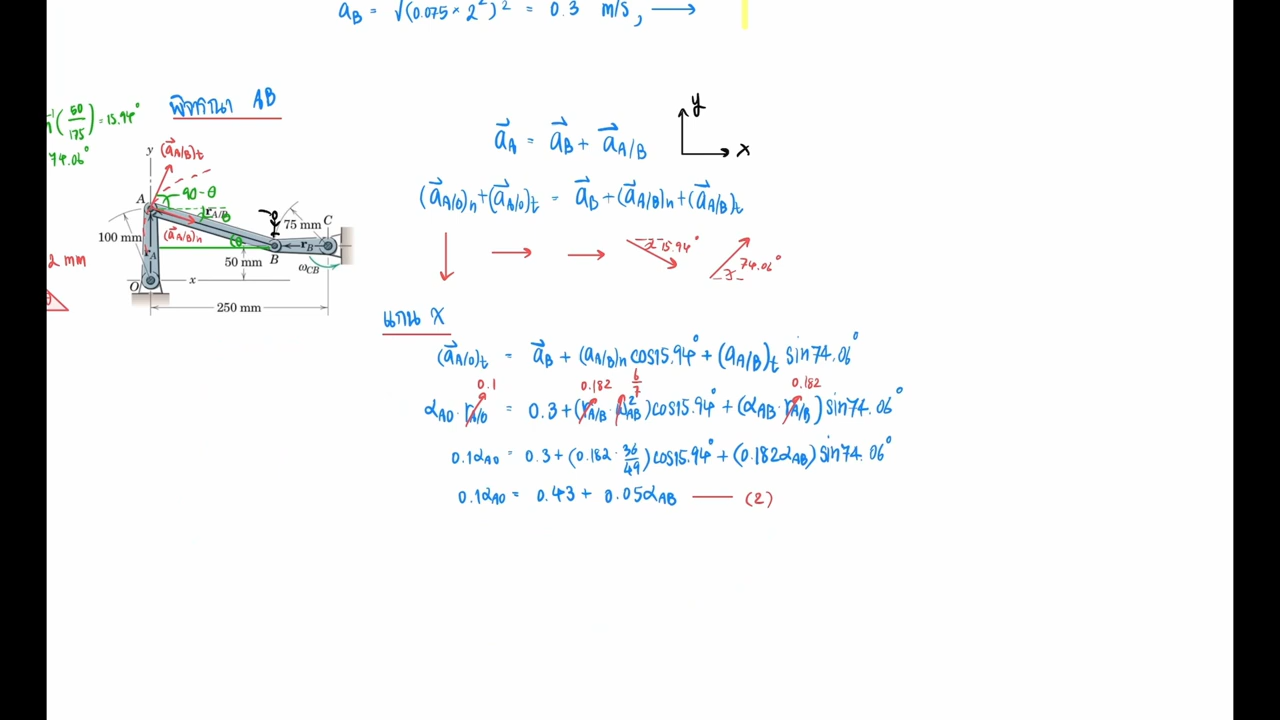 a_B = √(0.075 × 2²)² = 0.3 m/s, →
พิจารณา AB
(50/175) = 15.94°
74.06°
y
(a⃗_A/B)t
A
90 - θ
r_A/B
θ
(a⃗_A/B)n
θ
100 mm
r_A
75 mm
C
r_B
B
50 mm
ω_CB
2 mm
O
x
250 mm
θ
y
x
a⃗_A = a⃗_B + a⃗_A/B
(a⃗_A/O)n + (a⃗_A/O)t = a⃗_B + (a⃗_A/B)n + (a⃗_A/B)t
↓ → → 15.94° 74.06°
แกน X
(a⃗_A/O)t = a⃗_B + (a_A/B)n cos15.94° + (a_A/B)t sin74.06°
0.1 0.182 6/7 0.182
α_AO · r_A/O = 0.3 + (r_A/B · ω²_AB) cos15.94° + (α_AB · r_A/B) sin74.06°
0.1α_AO = 0.3 + (0.182 · 36/49) cos15.94° + (0.182α_AB) sin74.06°
0.1α_AO = 0.43 + 0.05α_AB —— (2)